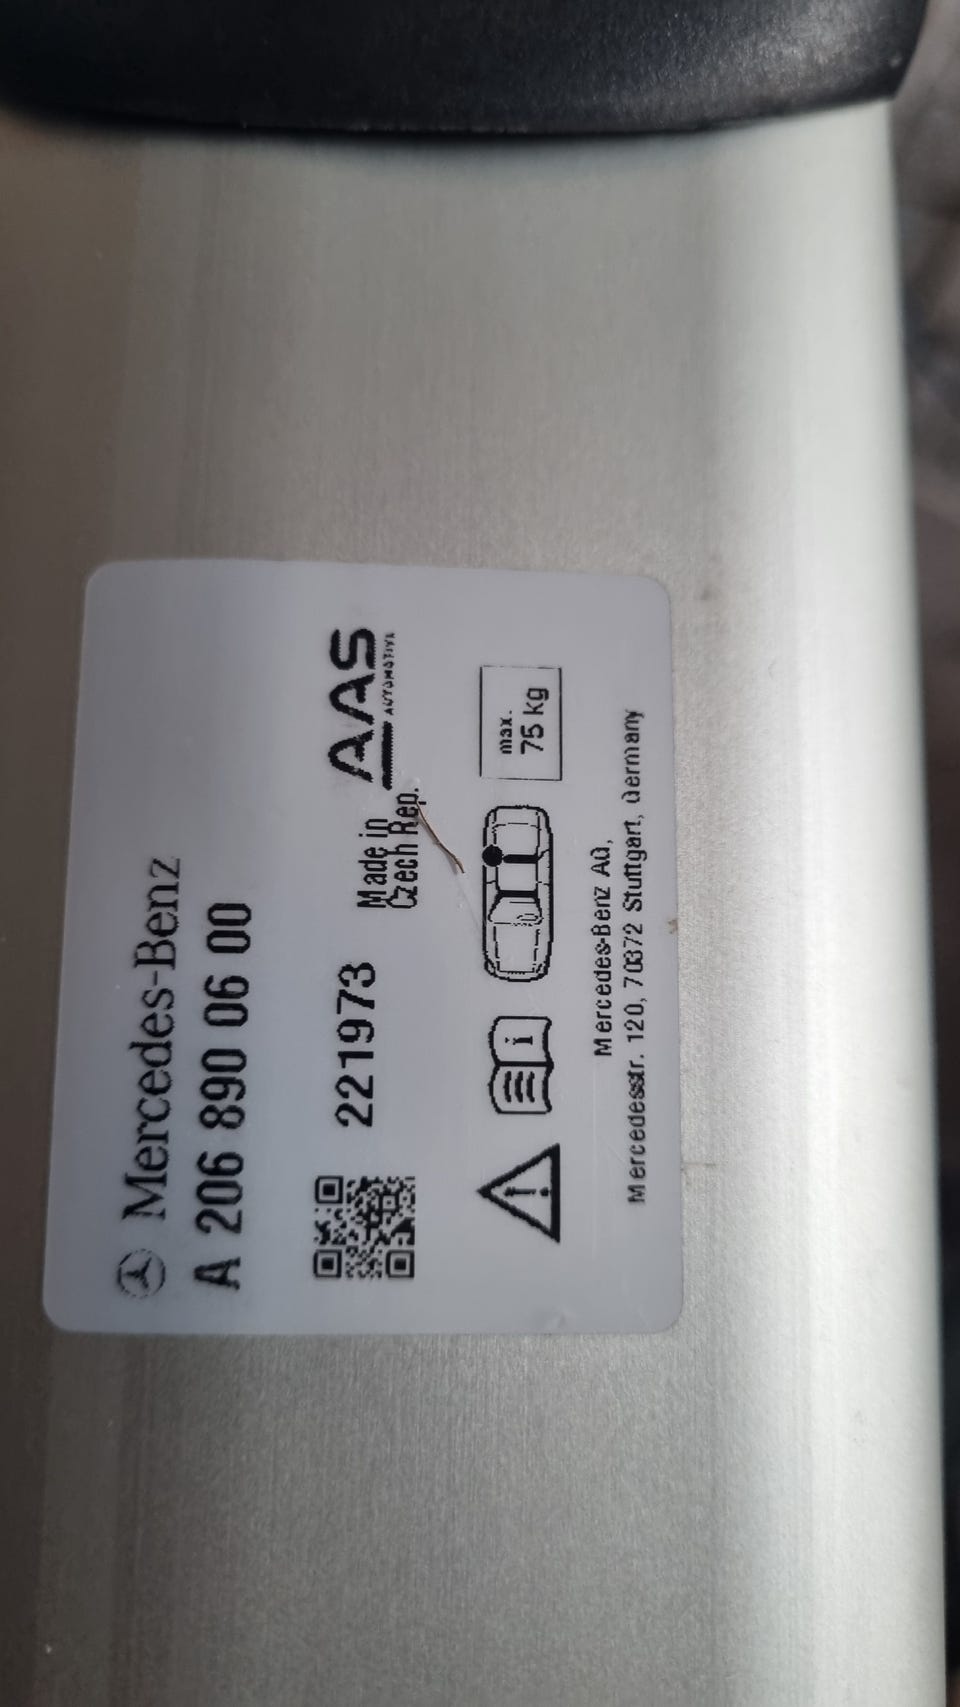 Mercedes-Benz
A 206 890 06 00
221973
Made in
Czech Rep.
AAS
AUTOMOTIVE
max.
75 kg
Mercedes-Benz AG,
Mercedesstr. 120, 70372 Stuttgart, Germany